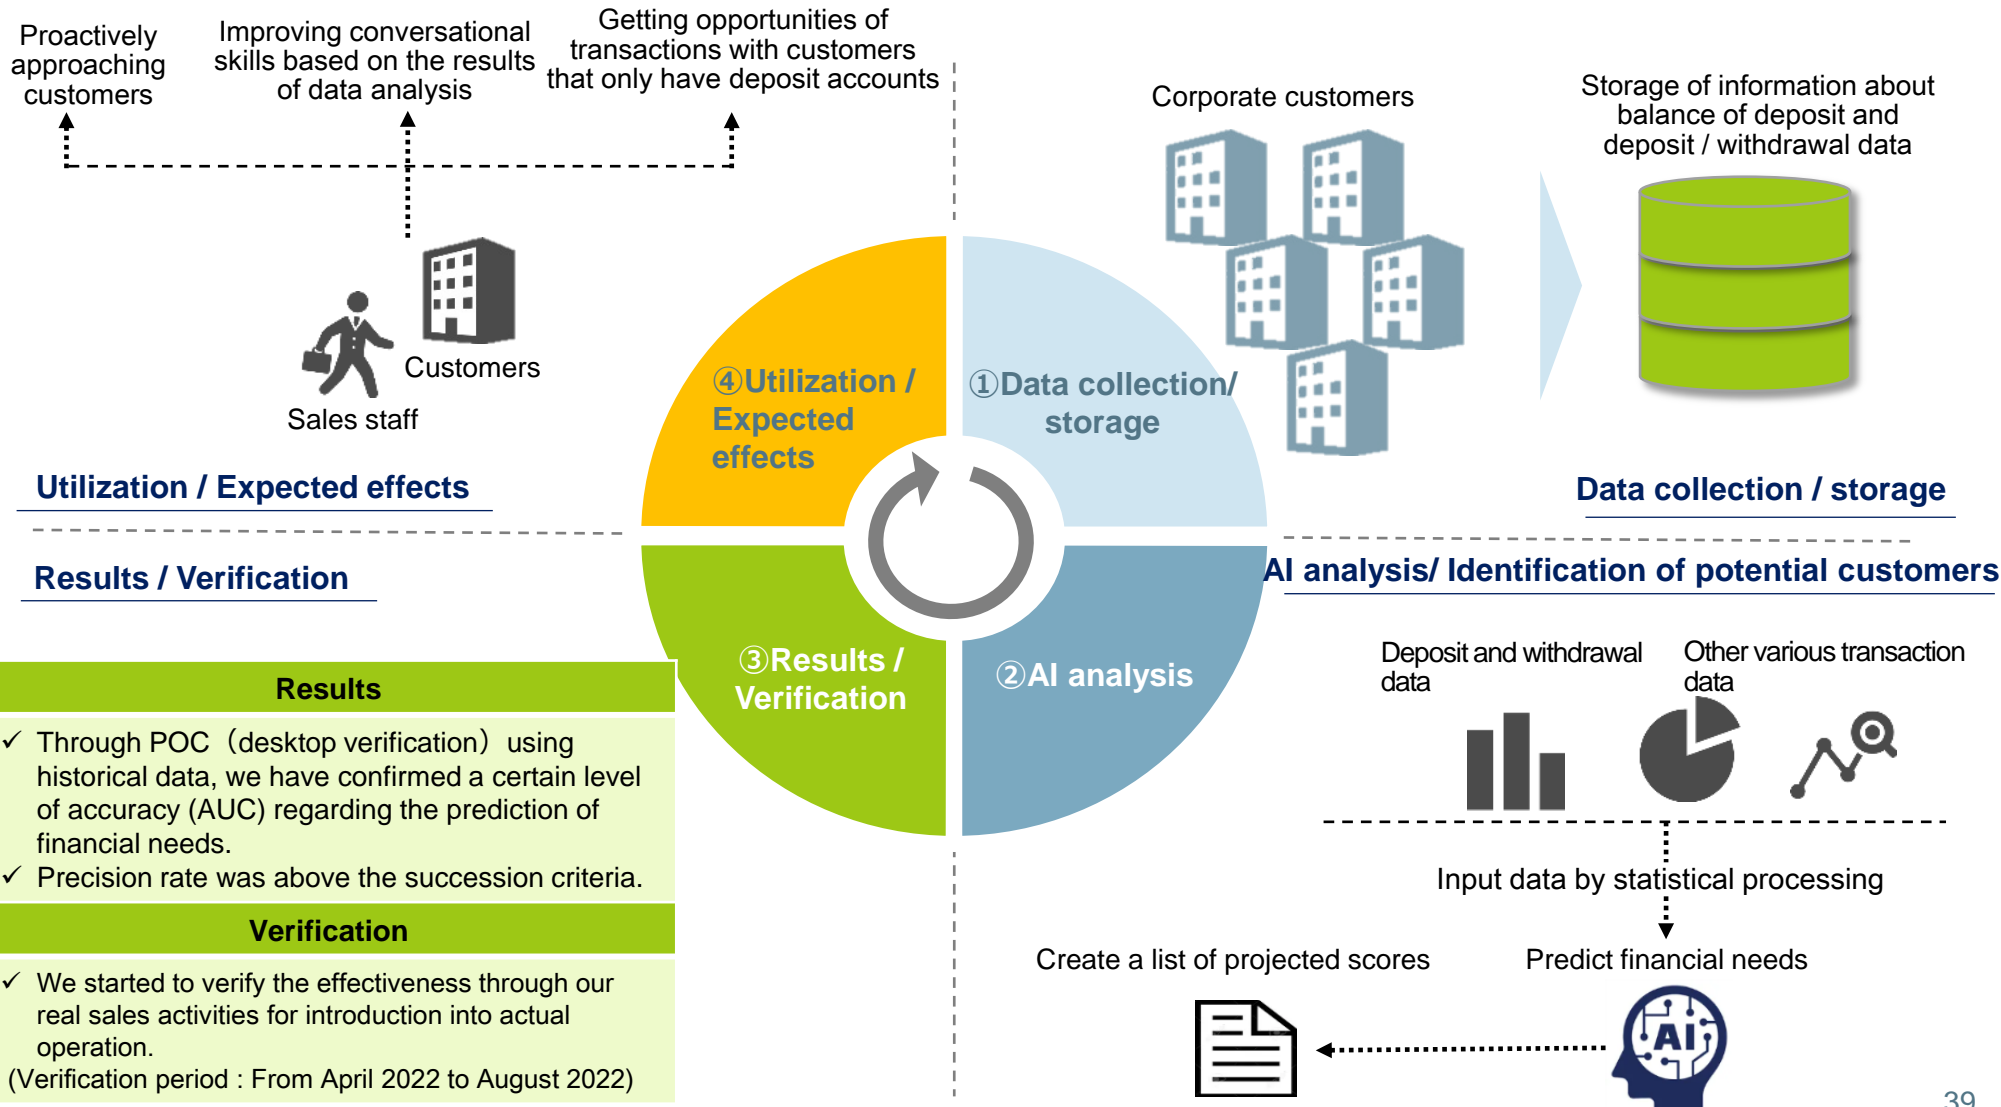 Proactively
approaching
customers
Improving conversational
skills based on the results
of data analysis
Getting opportunities of
transactions with customers
that only have deposit accounts
Customers
Sales staff
Utilization / Expected effects
Corporate customers
Storage of information about
balance of deposit and
deposit / withdrawal data
Data collection / storage
④Utilization /
Expected
effects
①Data collection/
storage
③Results /
Verification
②AI analysis
Results / Verification
Results
✓ Through POC（desktop verification）using
historical data, we have confirmed a certain level
of accuracy (AUC) regarding the prediction of
financial needs.
✓ Precision rate was above the succession criteria.
Verification
✓ We started to verify the effectiveness through our
real sales activities for introduction into actual
operation.
(Verification period : From April 2022 to August 2022)
AI analysis/ Identification of potential customers
Deposit and withdrawal
data
Other various transaction
data
Input data by statistical processing
Create a list of projected scores
Predict financial needs
AI
39